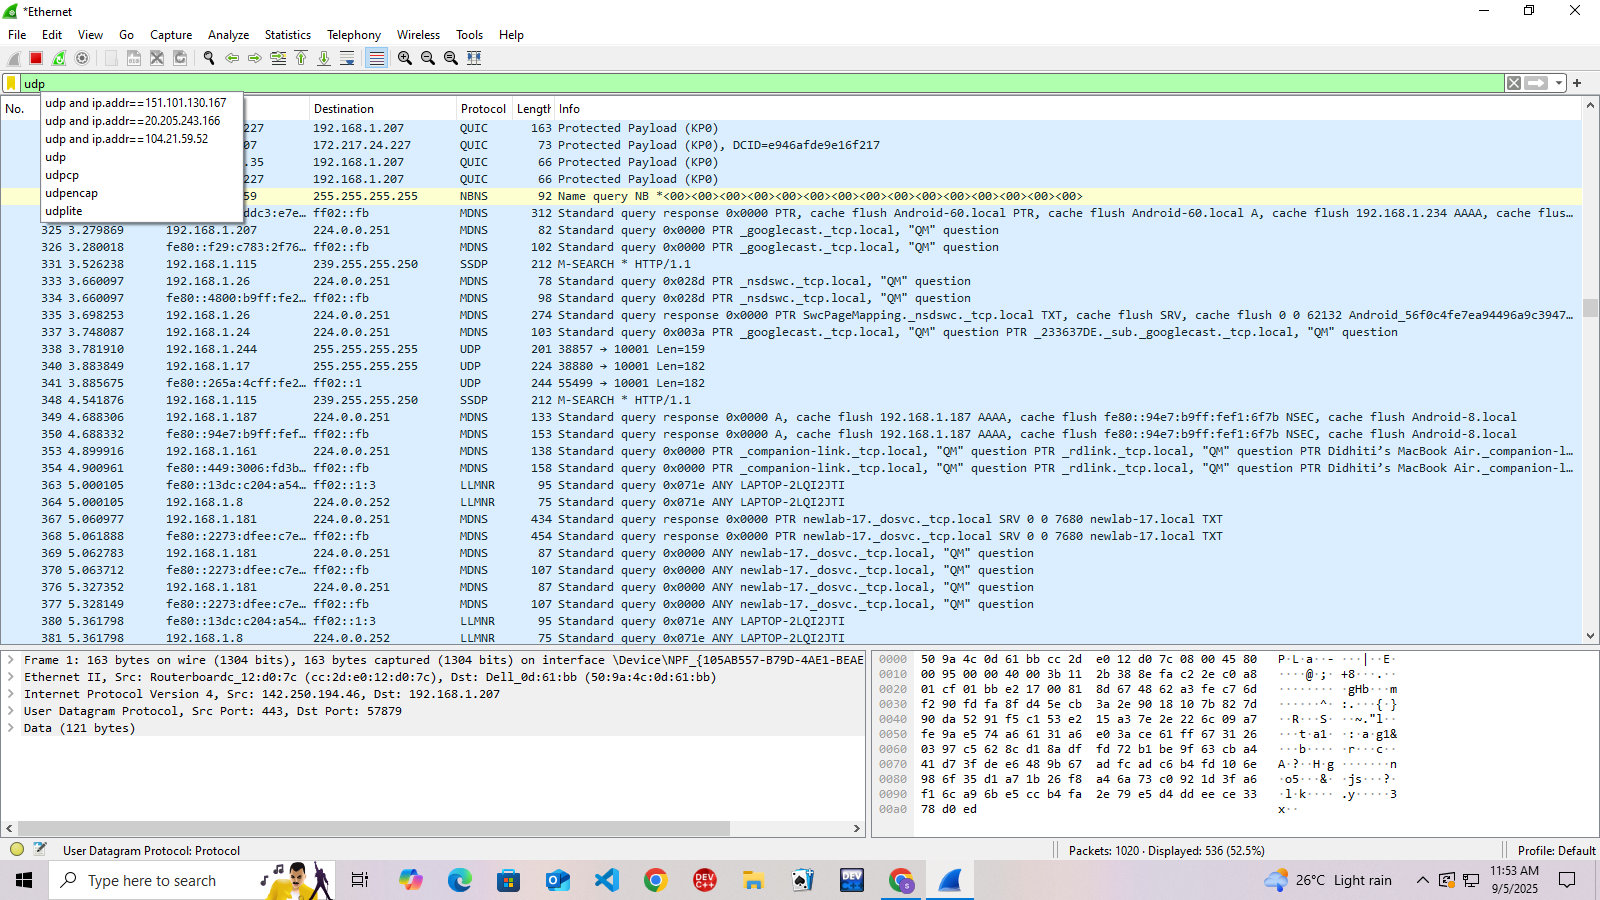 *Ethernet
File Edit View Go Capture Analyze Statistics Telephony Wireless Tools Help
udp
udp and ip.addr==151.101.130.167
udp and ip.addr==20.205.243.166
udp and ip.addr==104.21.59.52
udp
udpcp
udpencap
udplite
No. Destination Protocol Length Info
227 192.168.1.207 QUIC 163 Protected Payload (KP0)
07 172.217.24.227 QUIC 73 Protected Payload (KP0), DCID=e946afde9e16f217
.35 192.168.1.207 QUIC 66 Protected Payload (KP0)
227 192.168.1.207 QUIC 66 Protected Payload (KP0)
59 255.255.255.255 NBNS 92 Name query NB *<00><00><00><00><00><00><00><00><00><00><00><00><00><00><00>
ddc3:e7e… ff02::fb MDNS 312 Standard query response 0x0000 PTR, cache flush Android-60.local PTR, cache flush Android-60.local A, cache flush 192.168.1.234 AAAA, cache flus…
325 3.279869 192.168.1.207 224.0.0.251 MDNS 82 Standard query 0x0000 PTR _googlecast._tcp.local, "QM" question
326 3.280018 fe80::f29:c783:2f76… ff02::fb MDNS 102 Standard query 0x0000 PTR _googlecast._tcp.local, "QM" question
331 3.526238 192.168.1.115 239.255.255.250 SSDP 212 M-SEARCH * HTTP/1.1
333 3.660097 192.168.1.26 224.0.0.251 MDNS 78 Standard query 0x028d PTR _nsdswc._tcp.local, "QM" question
334 3.660097 fe80::4800:b9ff:fe2… ff02::fb MDNS 98 Standard query 0x028d PTR _nsdswc._tcp.local, "QM" question
335 3.698253 192.168.1.26 224.0.0.251 MDNS 274 Standard query response 0x0000 PTR SwcPageMapping._nsdswc._tcp.local TXT, cache flush SRV, cache flush 0 0 62132 Android_56f0c4fe7ea94496a9c3947…
337 3.748087 192.168.1.24 224.0.0.251 MDNS 103 Standard query 0x003a PTR _googlecast._tcp.local, "QM" question PTR _233637DE._sub._googlecast._tcp.local, "QM" question
338 3.781910 192.168.1.244 255.255.255.255 UDP 201 38857 → 10001 Len=159
340 3.883849 192.168.1.17 255.255.255.255 UDP 224 38880 → 10001 Len=182
341 3.885675 fe80::265a:4cff:fe2… ff02::1 UDP 244 55499 → 10001 Len=182
348 4.541876 192.168.1.115 239.255.255.250 SSDP 212 M-SEARCH * HTTP/1.1
349 4.688306 192.168.1.187 224.0.0.251 MDNS 133 Standard query response 0x0000 A, cache flush 192.168.1.187 AAAA, cache flush fe80::94e7:b9ff:fef1:6f7b NSEC, cache flush Android-8.local
350 4.688332 fe80::94e7:b9ff:fef… ff02::fb MDNS 153 Standard query response 0x0000 A, cache flush 192.168.1.187 AAAA, cache flush fe80::94e7:b9ff:fef1:6f7b NSEC, cache flush Android-8.local
353 4.899916 192.168.1.161 224.0.0.251 MDNS 138 Standard query 0x0000 PTR _companion-link._tcp.local, "QM" question PTR _rdlink._tcp.local, "QM" question PTR Didhiti’s MacBook Air._companion-l…
354 4.900961 fe80::449:3006:fd3b… ff02::fb MDNS 158 Standard query 0x0000 PTR _companion-link._tcp.local, "QM" question PTR _rdlink._tcp.local, "QM" question PTR Didhiti’s MacBook Air._companion-l…
363 5.000105 fe80::13dc:c204:a54… ff02::1:3 LLMNR 95 Standard query 0x071e ANY LAPTOP-2LQI2JTI
364 5.000105 192.168.1.8 224.0.0.252 LLMNR 75 Standard query 0x071e ANY LAPTOP-2LQI2JTI
367 5.060977 192.168.1.181 224.0.0.251 MDNS 434 Standard query response 0x0000 PTR newlab-17._dosvc._tcp.local SRV 0 0 7680 newlab-17.local TXT
368 5.061888 fe80::2273:dfee:c7e… ff02::fb MDNS 454 Standard query response 0x0000 PTR newlab-17._dosvc._tcp.local SRV 0 0 7680 newlab-17.local TXT
369 5.062783 192.168.1.181 224.0.0.251 MDNS 87 Standard query 0x0000 ANY newlab-17._dosvc._tcp.local, "QM" question
370 5.063712 fe80::2273:dfee:c7e… ff02::fb MDNS 107 Standard query 0x0000 ANY newlab-17._dosvc._tcp.local, "QM" question
376 5.327352 192.168.1.181 224.0.0.251 MDNS 87 Standard query 0x0000 ANY newlab-17._dosvc._tcp.local, "QM" question
377 5.328149 fe80::2273:dfee:c7e… ff02::fb MDNS 107 Standard query 0x0000 ANY newlab-17._dosvc._tcp.local, "QM" question
380 5.361798 fe80::13dc:c204:a54… ff02::1:3 LLMNR 95 Standard query 0x071e ANY LAPTOP-2LQI2JTI
381 5.361798 192.168.1.8 224.0.0.252 LLMNR 75 Standard query 0x071e ANY LAPTOP-2LQI2JTI
Frame 1: 163 bytes on wire (1304 bits), 163 bytes captured (1304 bits) on interface \Device\NPF_{105AB557-B79D-4AE1-BEAE
Ethernet II, Src: Routerboardc_12:d0:7c (cc:2d:e0:12:d0:7c), Dst: Dell_0d:61:bb (50:9a:4c:0d:61:bb)
Internet Protocol Version 4, Src: 142.250.194.46, Dst: 192.168.1.207
User Datagram Protocol, Src Port: 443, Dst Port: 57879
Data (121 bytes)
0000 50 9a 4c 0d 61 bb cc 2d e0 12 d0 7c 08 00 45 80 P·L·a··- ···|··E·
0010 00 95 00 00 40 00 3b 11 2b 38 8e fa c2 2e c0 a8 ····@·;· +8···.··
0020 01 cf 01 bb e2 17 00 81 8d 67 48 62 a3 fe c7 6d ········ ·gHb···m
0030 f2 90 fd fa 8f d4 5e cb 3a 2e 90 18 10 7b 82 7d ······^· :.···{·}
0040 90 da 52 91 f5 c1 53 e2 15 a3 7e 2e 22 6c 09 a7 ··R···S· ··~."l··
0050 fe 9a e5 74 a6 61 31 a6 e0 3a ce 61 ff 67 31 26 ···t·a1· ·:·a·g1&
0060 03 97 c5 62 8c d1 8a df fd 72 b1 be 9f 63 cb a4 ···b···· ·r···c··
0070 41 d7 3f de e6 48 9b 67 ad fc ad c6 b4 fd 10 6e A·?··H·g ·······n
0080 98 6f 35 d1 a7 1b 26 f8 a4 6a 73 c0 92 1d 3f a6 ·o5···&· ·js···?·
0090 f1 6c a9 6b e5 cc b4 fa 2e 79 e5 d4 dd ee ce 33 ·l·k···· .y·····3
00a0 78 d0 ed x··
User Datagram Protocol: Protocol
Packets: 1020 · Displayed: 536 (52.5%)
Profile: Default
Type here to search
DEV C++
DEV
S
26°C Light rain
11:53 AM
9/5/2025